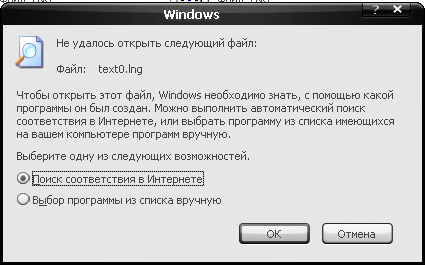 Windows
Не удалось открыть следующий файл:
Файл: text0.lng
Чтобы открыть этот файл, Windows необходимо знать, с помощью какой
программы он был создан. Можно выполнить автоматический поиск
соответствия в Интернете, или выбрать программу из списка имеющихся
на вашем компьютере программ вручную.
Выберите одну из следующих возможностей.
Поиск соответствия в Интернете
Выбор программы из списка вручную
ОК Отмена